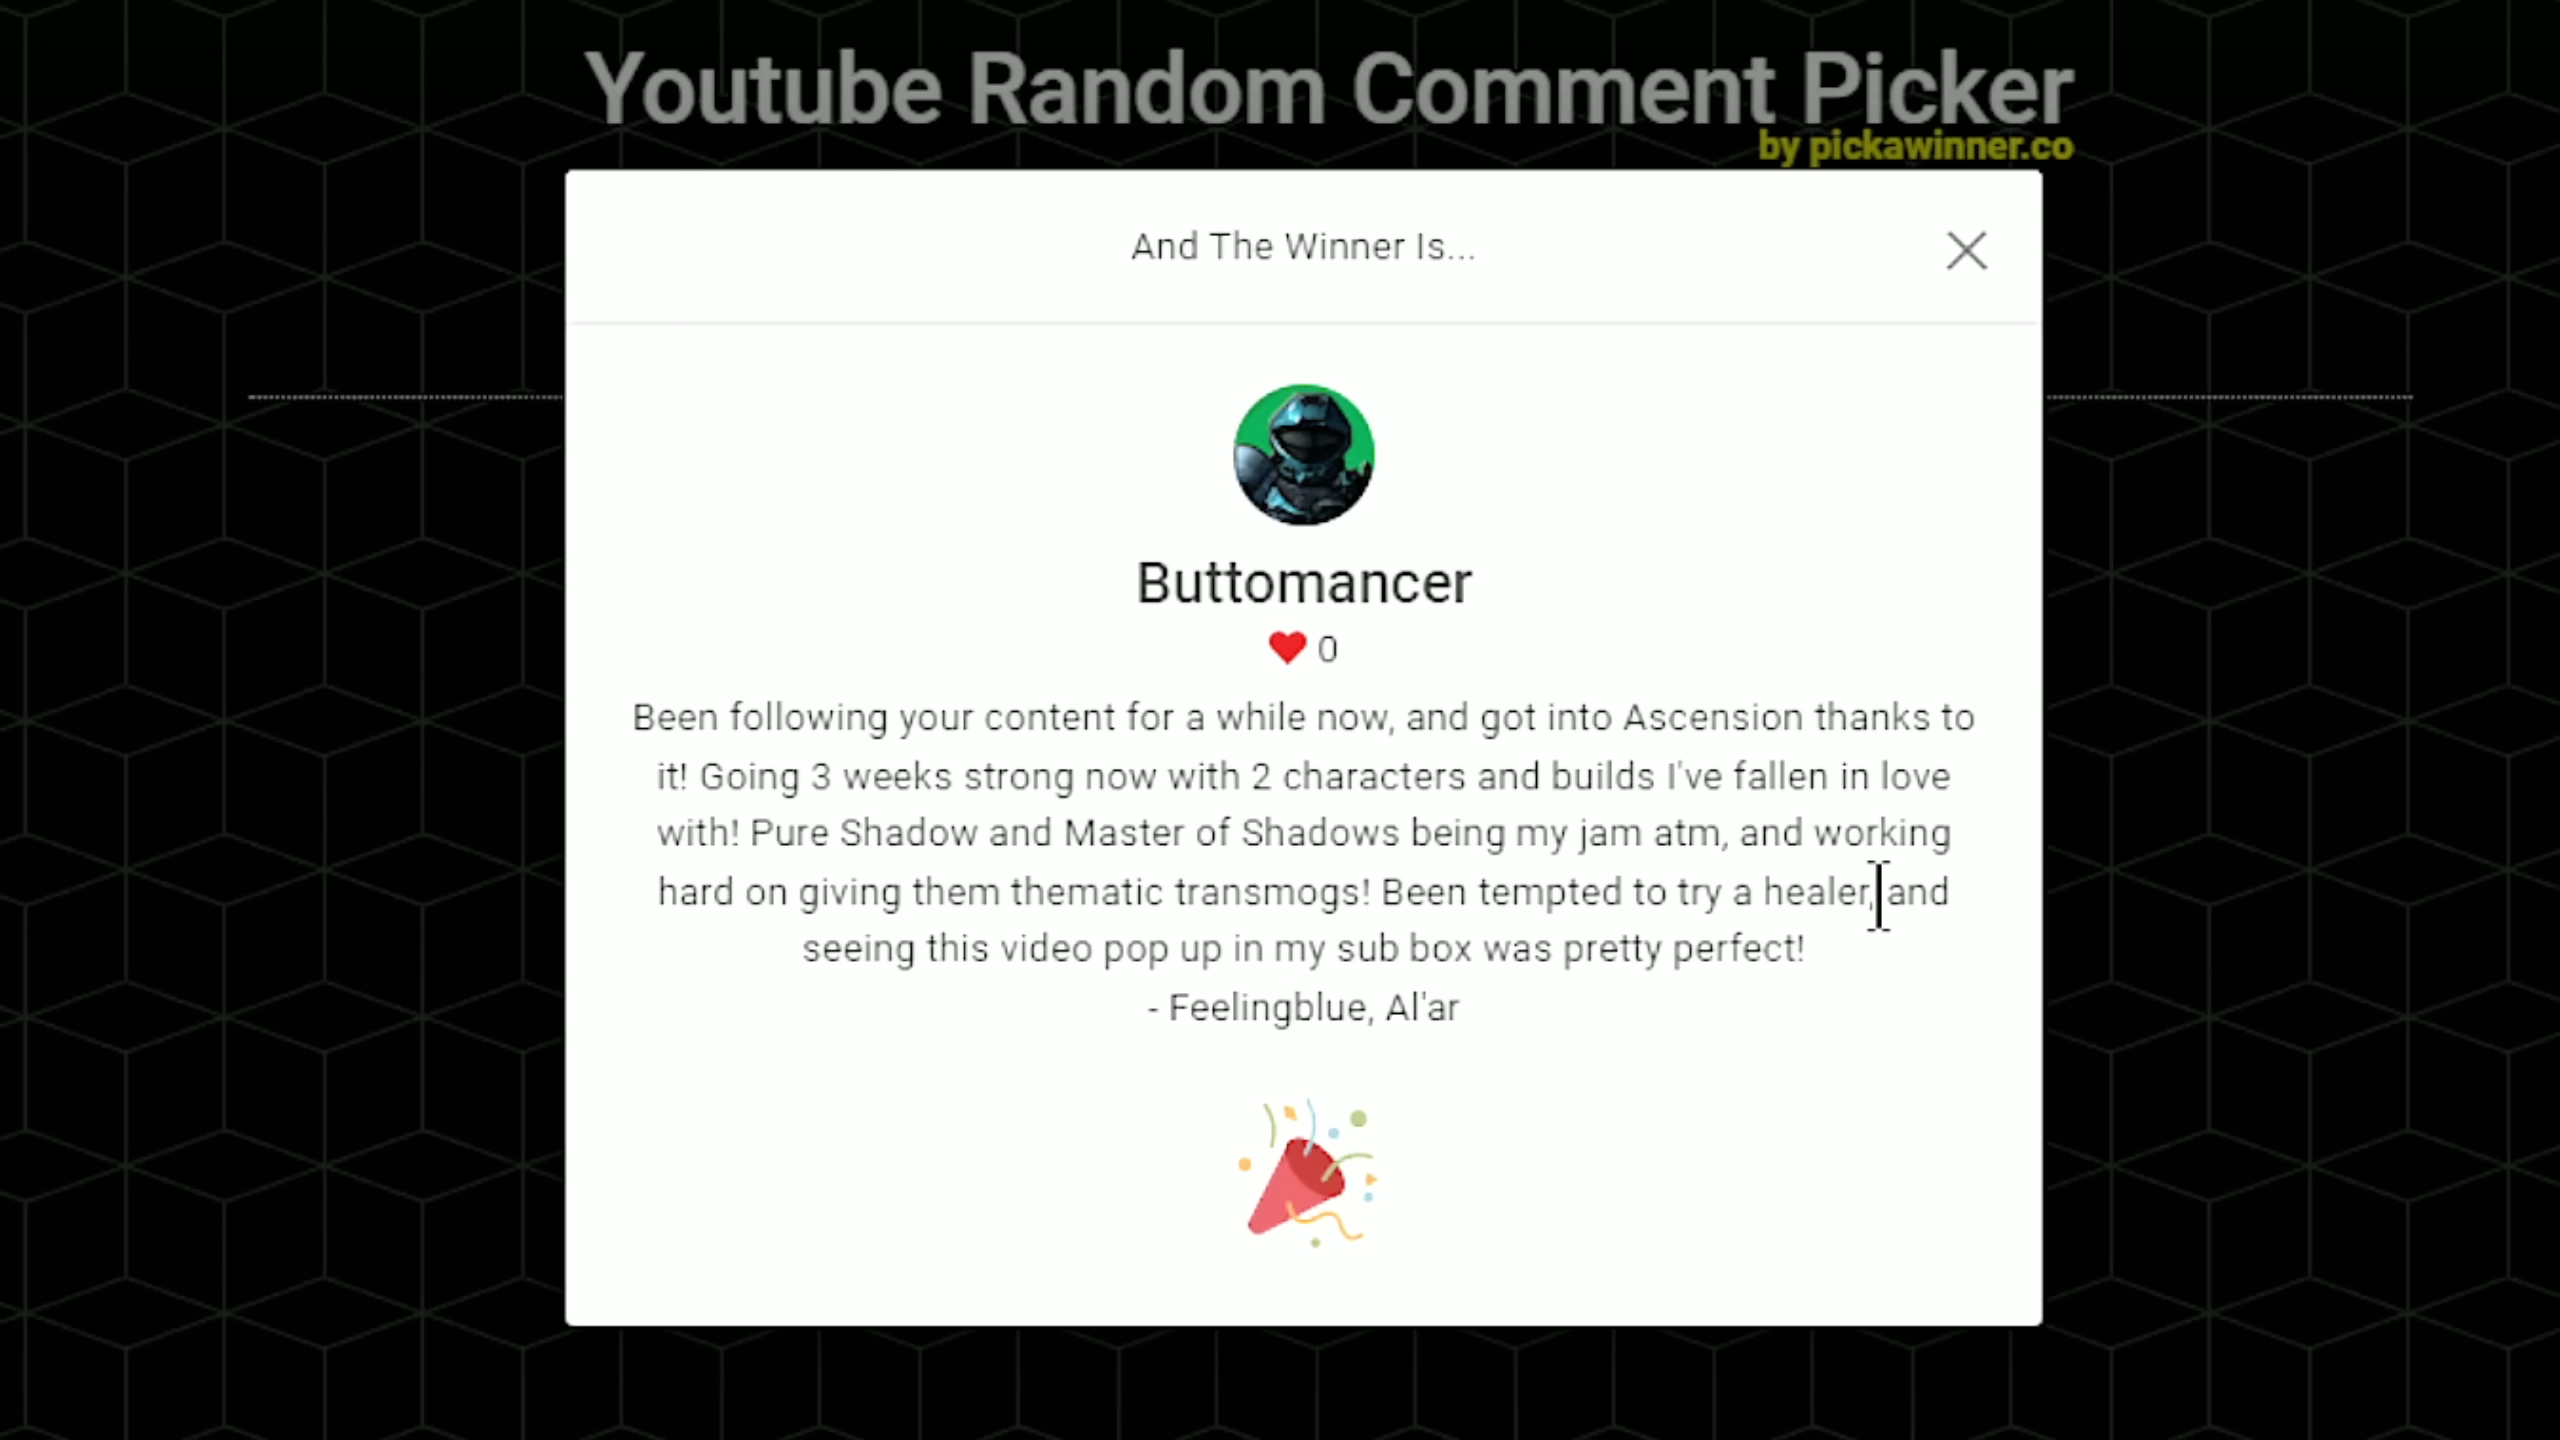 Youtube Random Comment Picker
by pickawinner.co
And The Winner Is...
Buttomancer
0
Been following your content for a while now, and got into Ascension thanks to
it! Going 3 weeks strong now with 2 characters and builds I've fallen in love
with! Pure Shadow and Master of Shadows being my jam atm, and working
hard on giving them thematic transmogs! Been tempted to try a healer, and
seeing this video pop up in my sub box was pretty perfect!
- Feelingblue, Al'ar